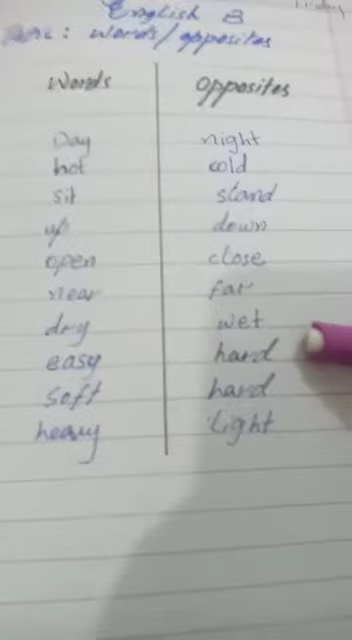 English B
: words/opposites
Words opposites
Day night
hot cold
sit stand
up down
open close
near far
dry wet
easy hard
soft hard
heavy light